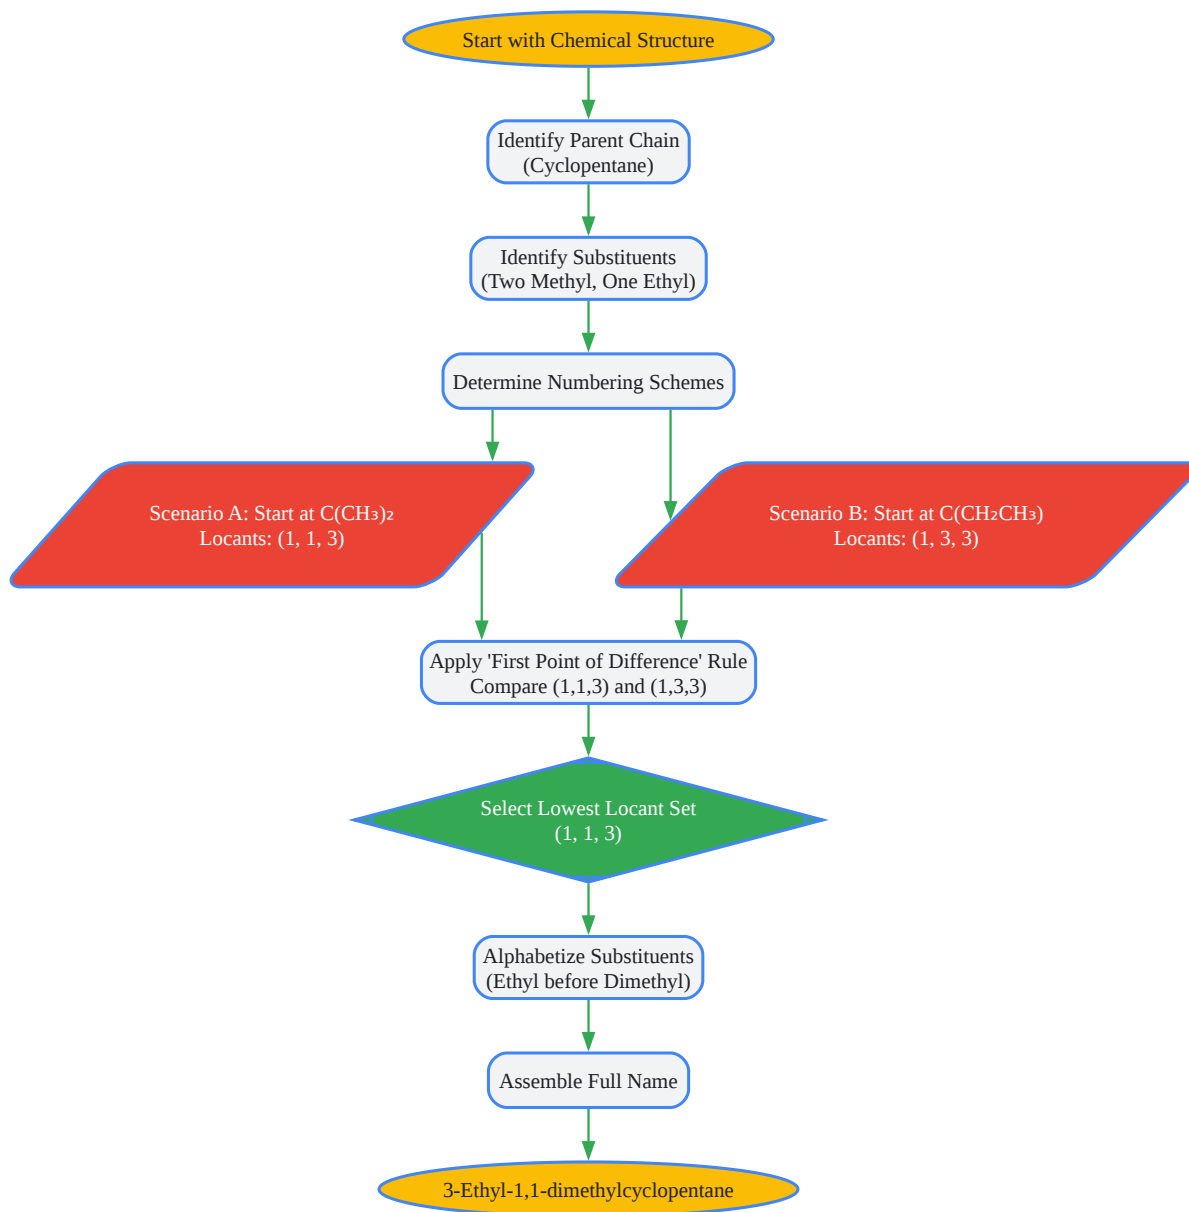 Start with Chemical Structure
Identify Parent Chain
(Cyclopentane)
Identify Substituents
(Two Methyl, One Ethyl)
Determine Numbering Schemes
Scenario A: Start at C(CH₃)₂
Locants: (1, 1, 3)
Scenario B: Start at C(CH₂CH₃)
Locants: (1, 3, 3)
Apply 'First Point of Difference' Rule
Compare (1,1,3) and (1,3,3)
Select Lowest Locant Set
(1, 1, 3)
Alphabetize Substituents
(Ethyl before Dimethyl)
Assemble Full Name
3-Ethyl-1,1-dimethylcyclopentane